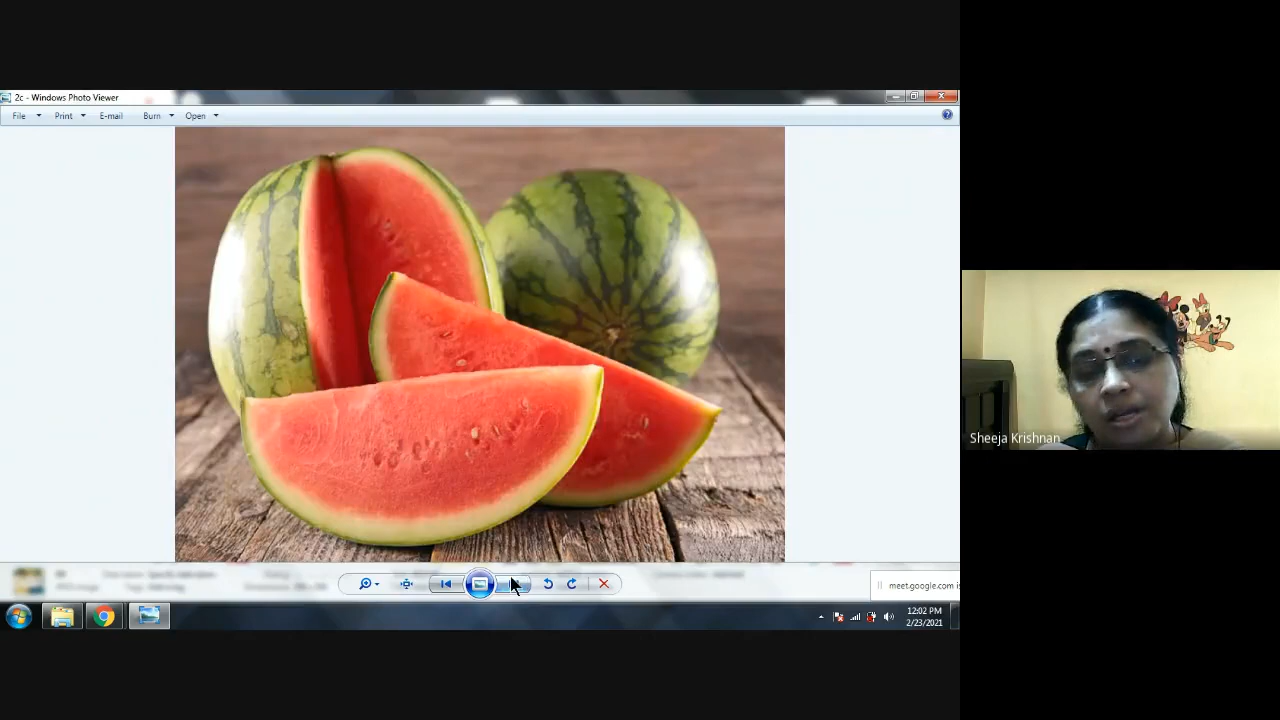 2c - Windows Photo Viewer
File Print E-mail Burn Open
Sheeja Krishnan
meet.google.com is
12:02 PM
2/23/2021